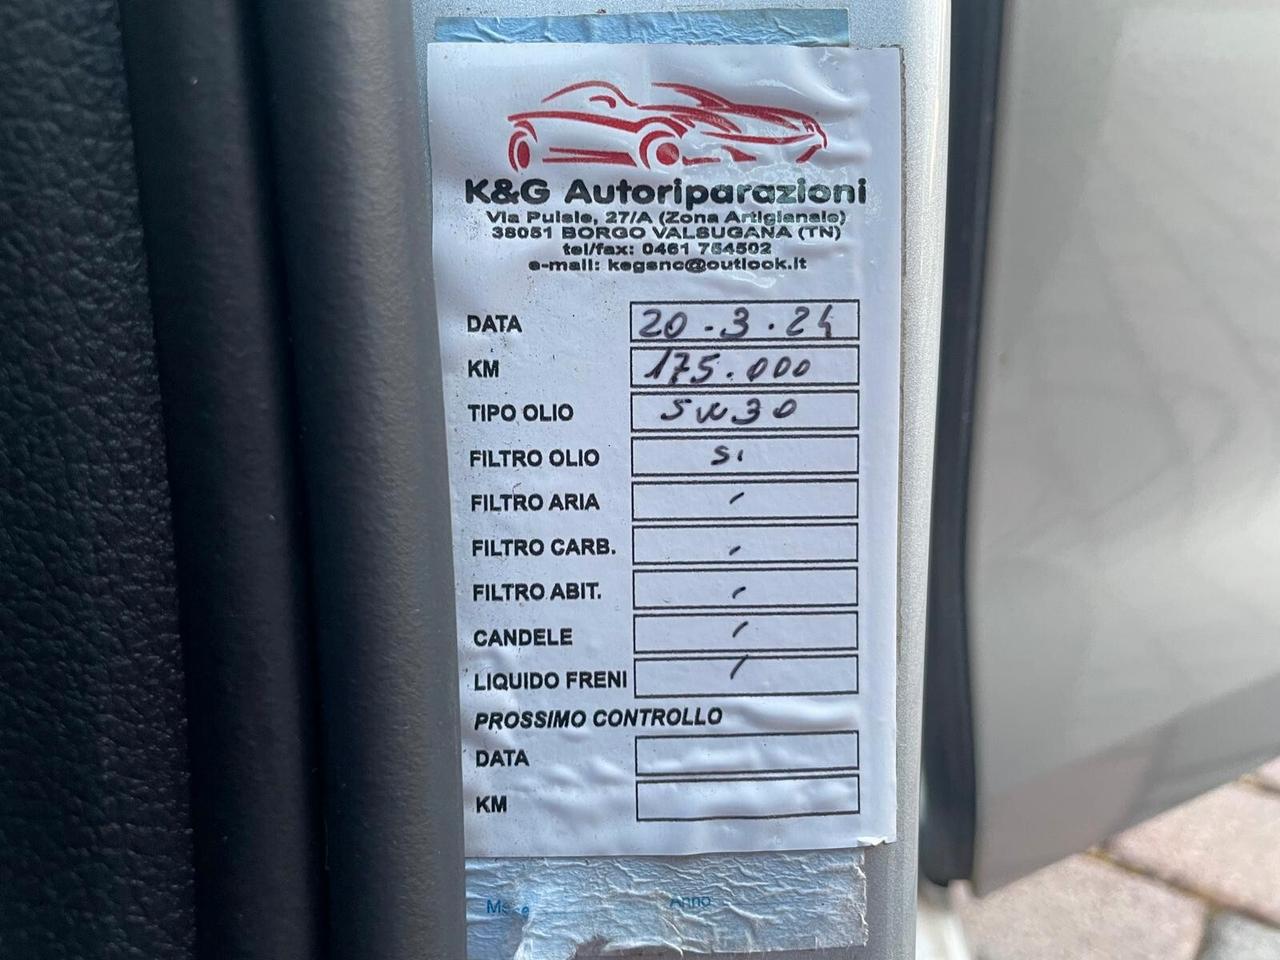 K&G Autoriparazioni
Via Puisle, 27/A (Zona Artigianale)
38051 BORGO VALSUGANA (TN)
tel/fax: 0461 754502
e-mail: kegsnc@outlook.it
DATA 20.3.24
KM 175.000
TIPO OLIO 5W30
FILTRO OLIO Si
FILTRO ARIA /
FILTRO CARB. /
FILTRO ABIT. /
CANDELE /
LIQUIDO FRENI /
PROSSIMO CONTROLLO
DATA
KM
Anno